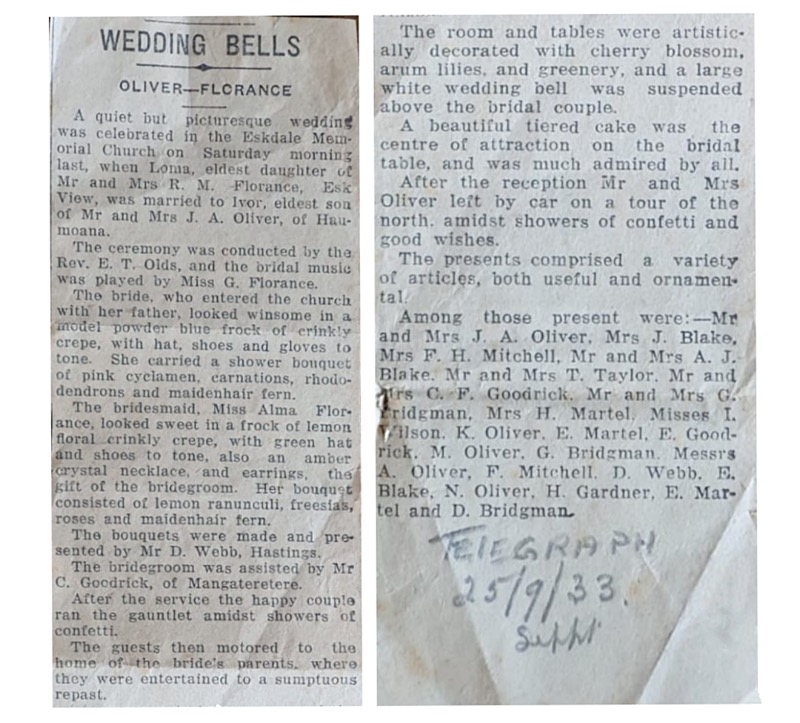 WEDDING BELLS
OLIVER—FLORANCE
A quiet but picturesque wedding
was celebrated in the Eskdale Mem-
orial Church on Saturday morning
last, when Loma, eldest daughter of
Mr and Mrs R. M. Florance, Esk
View, was married to Ivor, eldest son
of Mr and Mrs J. A. Oliver, of Hau-
moana.
The ceremony was conducted by the
Rev. E. T. Olds, and the bridal music
was played by Miss G. Florance.
The bride, who entered the church
with her father, looked winsome in a
model powder blue frock of crinkly
crepe, with hat, shoes and gloves to
tone. She carried a shower bouquet
of pink cyclamen, carnations, rhodo-
dendrons and maidenhair fern.
The bridesmaid, Miss Alma Flor-
ance, looked sweet in a frock of lemon
floral crinkly crepe, with green hat
and shoes to tone, also an amber
crystal necklace, and earrings, the
gift of the bridegroom. Her bouquet
consisted of lemon ranunculi, freesias,
roses and maidenhair fern.
The bouquets were made and pre-
sented by Mr D. Webb, Hastings.
The bridegroom was assisted by Mr
C. Goodrick, of Mangateretere.
After the service the happy couple
ran the gauntlet amidst showers of
confetti.
The guests then motored to the
home of the bride's parents, where
they were entertained to a sumptuous
repast.
The room and tables were artistic-
ally decorated with cherry blossom,
arum lilies, and greenery, and a large
white wedding bell was suspended
above the bridal couple.
A beautiful tiered cake was the
centre of attraction on the bridal
table, and was much admired by all.
After the reception Mr and Mrs
Oliver left by car on a tour of the
north, amidst showers of confetti and
good wishes.
The presents comprised a variety
of articles, both useful and ornamen-
tal.
Among those present were:—Mr
and Mrs J. A. Oliver, Mrs J. Blake,
Mrs F. H. Mitchell, Mr and Mrs A. J.
Blake, Mr and Mrs T. Taylor, Mr and
Mrs C. F. Goodrick, Mr and Mrs G.
Bridgman, Mrs H. Martel, Misses I.
Wilson, K. Oliver, E. Martel, E. Good-
rick, M. Oliver, G. Bridgman, Messrs
A. Oliver, F. Mitchell, D. Webb, E.
Blake, N. Oliver, H. Gardner, E. Mar-
tel and D. Bridgman.
TELEGRAPH
25/9/33.
Sept